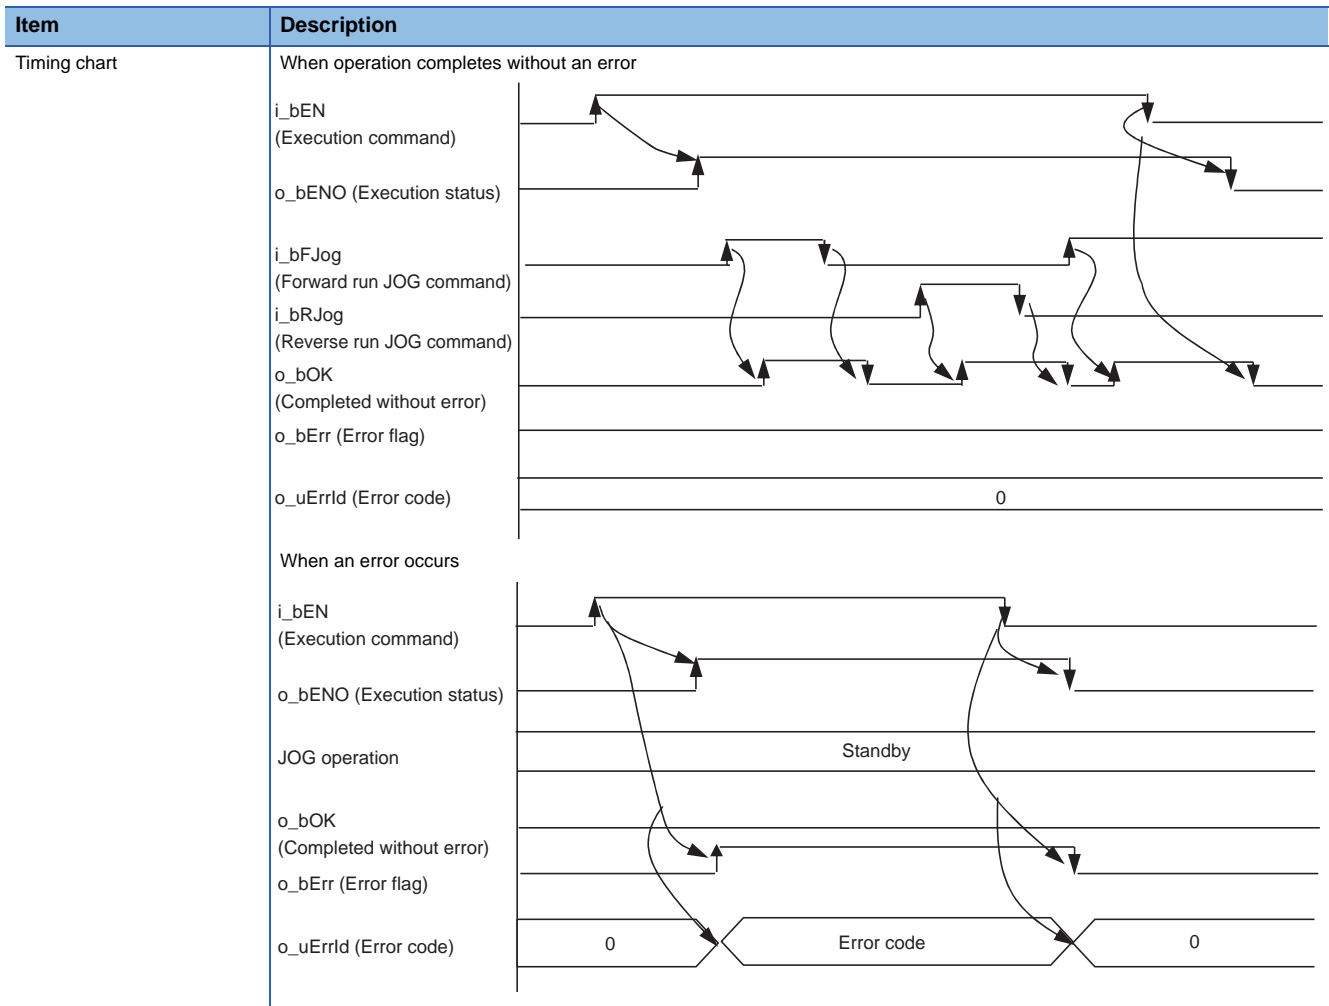 Item Description
Timing chart When operation completes without an error
i_bEN
(Execution command)
o_bENO (Execution status)
i_bFJog
(Forward run JOG command)
i_bRJog
(Reverse run JOG command)
o_bOK
(Completed without error)
o_bErr (Error flag)
o_uErrId (Error code) 0
When an error occurs
i_bEN
(Execution command)
o_bENO (Execution status)
JOG operation Standby
o_bOK
(Completed without error)
o_bErr (Error flag)
o_uErrId (Error code) 0 Error code 0